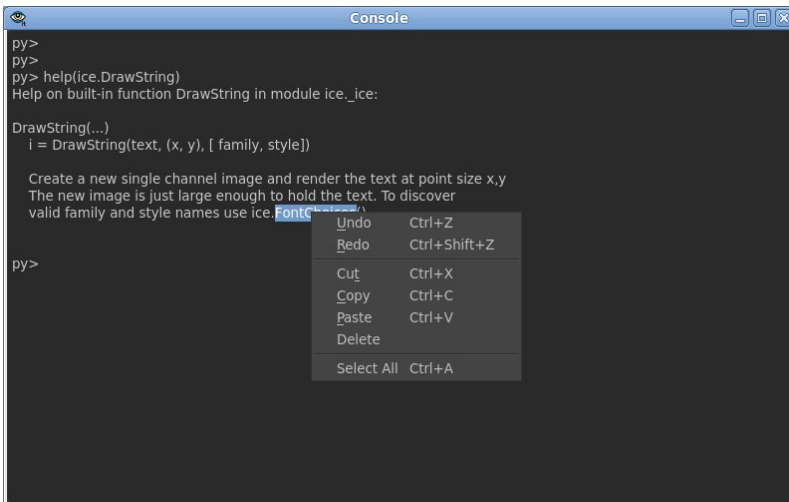 Console
py>
py>
py> help(ice.DrawString)
Help on built-in function DrawString in module ice._ice:
DrawString(...)
i = DrawString(text, (x, y), [ family, style])
Create a new single channel image and render the text at point size x,y
The new image is just large enough to hold the text. To discover
valid family and style names use ice.FontChoices()
py>
Undo Ctrl+Z
Redo Ctrl+Shift+Z
Cut Ctrl+X
Copy Ctrl+C
Paste Ctrl+V
Delete
Select All Ctrl+A